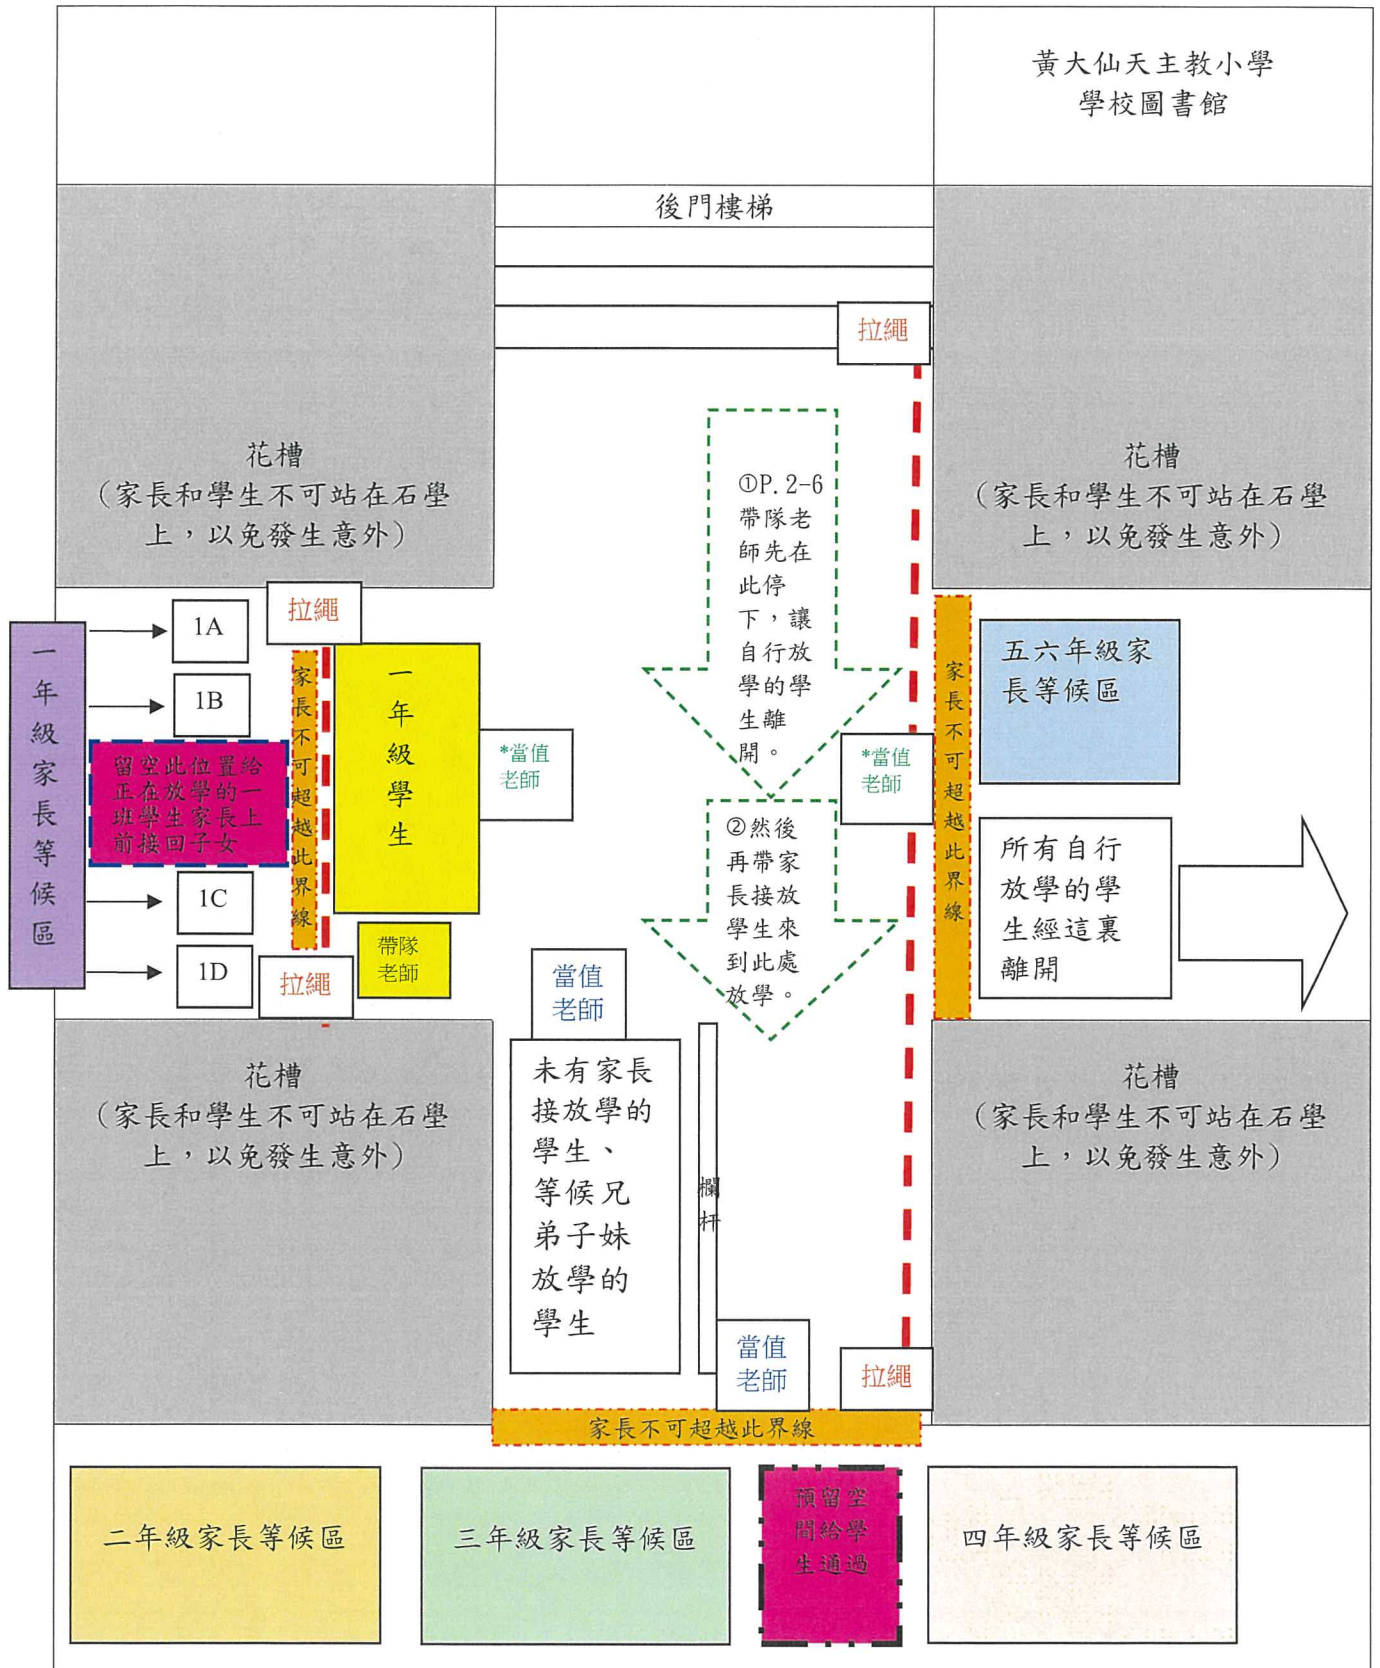 黃大仙天主教小學
學校圖書館
後門樓梯
拉繩
花槽
（家長和學生不可站在石壆
上，以免發生意外）
①P.2-6
帶隊老
師先在
此停
下，讓
自行放
學的學
生離
開。
花槽
（家長和學生不可站在石壆
上，以免發生意外）
一年級家長等候區
1A
1B
留空此位置給
正在放學的一
班學生家長上
前接回子女
1C
1D
拉繩
家長不可超越此界線
拉繩
一年級學生
帶隊
老師
*當值
老師
*當值
老師
②然後
再帶家
長接放
學生來
到此處
放學。
家長不可超越此界線
五六年級家
長等候區
所有自行
放學的學
生經這裏
離開
花槽
（家長和學生不可站在石壆
上，以免發生意外）
當值
老師
未有家長
接放學的
學生、
等候兄
弟子妹
放學的
學生
欄
杆
當值
老師
拉繩
花槽
（家長和學生不可站在石壆
上，以免發生意外）
家長不可超越此界線
二年級家長等候區
三年級家長等候區
預留空
間給學
生通過
四年級家長等候區